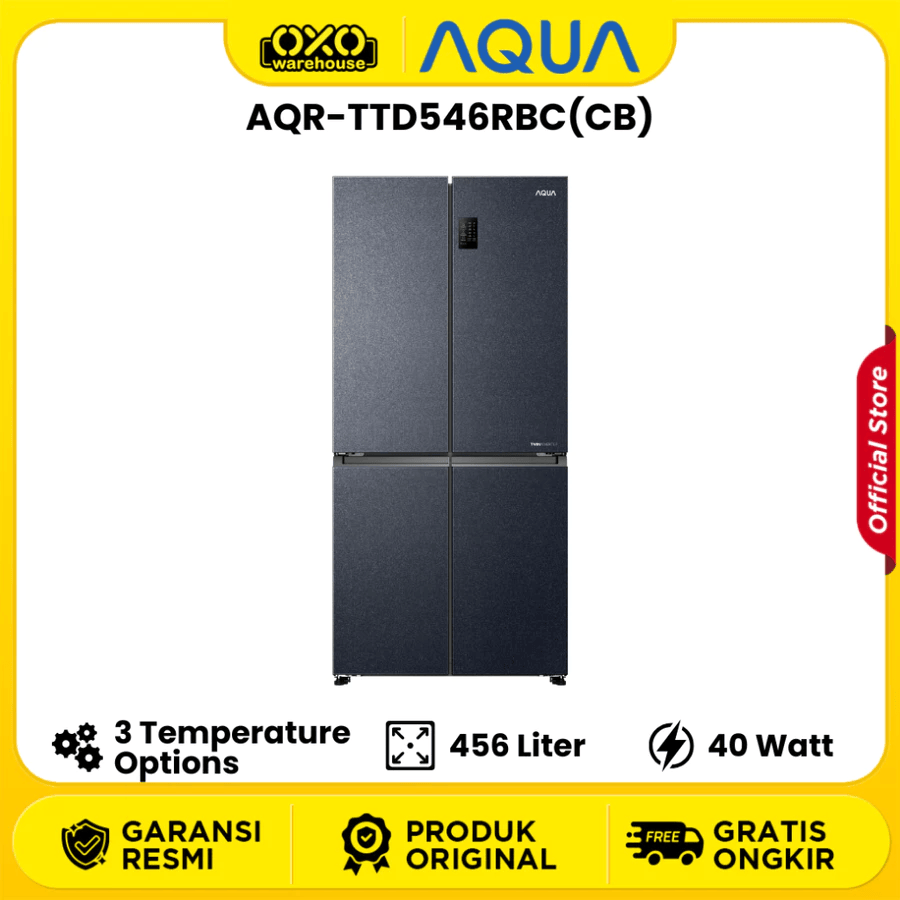 OXO
warehouse
AQUA
AQR-TTD546RBC(CB)
AQUA
Official Store
3 Temperature
Options
456 Liter
40 Watt
GARANSI
RESMI
PRODUK
ORIGINAL
FREE
GRATIS
ONGKIR